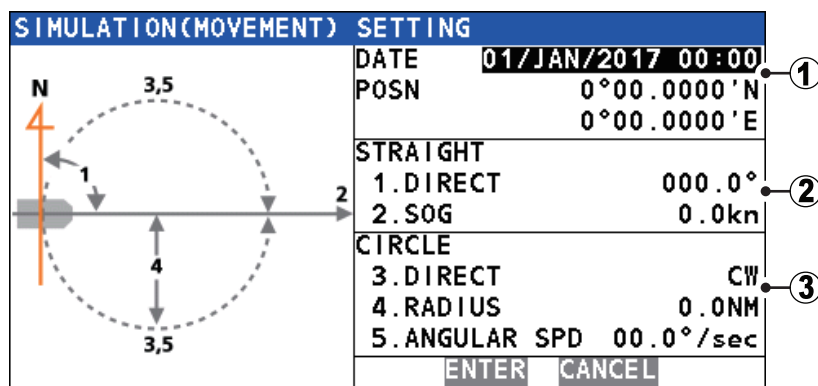 SIMULATION(MOVEMENT) SETTING
N
3,5
1
2
4
3,5
DATE 01/JAN/2017 00:00
POSN 0°00.0000'N
0°00.0000'E
1
STRAIGHT
1.DIRECT 000.0°
2.SOG 0.0kn
2
CIRCLE
3.DIRECT CW
4.RADIUS 0.0NM
5.ANGULAR SPD 00.0°/sec
3
ENTER CANCEL